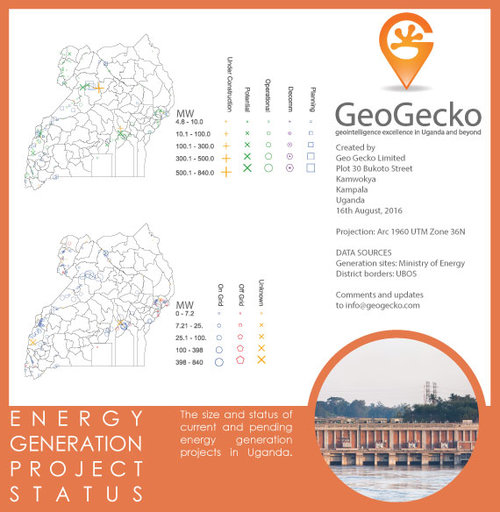 Under Construction
Potential
Operational
Decomm
Planning
MW
4.8 - 10.0
10.1 - 100.0
100.1 - 300.0
300.1 - 500.0
500.1 - 840.0
GeoGecko
geointelligence excellence in Uganda and beyond
Created by
Geo Gecko Limited
Plot 30 Bukoto Street
Kamwokya
Kampala
Uganda
16th August, 2016
Projection: Arc 1960 UTM Zone 36N
DATA SOURCES
Generation sites: Ministry of Energy
District borders: UBOS
Comments and updates
to info@geogecko.com
On Grid
Off Grid
Unknown
MW
0 - 7.2
7.21 - 25.
25.1 - 100.
100 - 398
398 - 840
ENERGY
GENERATION
PROJECT
STATUS
The size and status of
current and pending
energy generation
projects in Uganda.